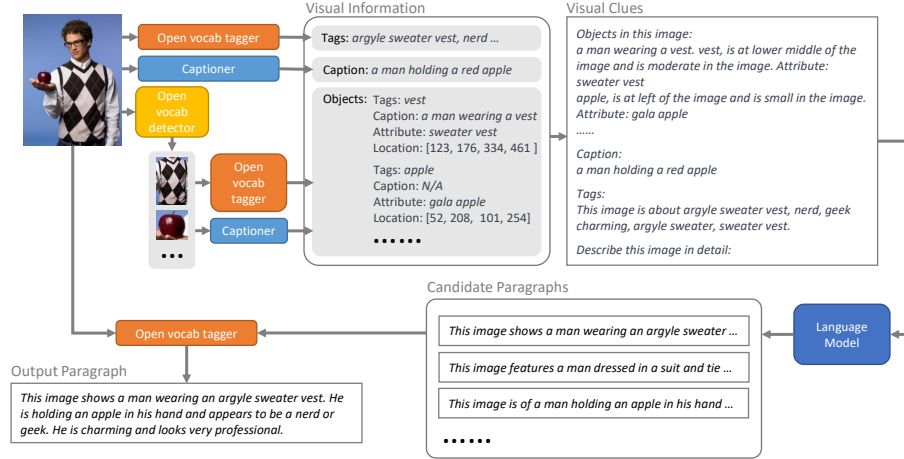 Visual Information
Visual Clues
Open vocab tagger
Tags: argyle sweater vest, nerd ...
Captioner
Caption: a man holding a red apple
Open
vocab
detector
Objects:
Tags: vest
Caption: a man wearing a vest
Attribute: sweater vest
Location: [123, 176, 334, 461 ]
Tags: apple
Caption: N/A
Attribute: gala apple
Location: [52, 208, 101, 254]
......
Open
vocab
tagger
Captioner
...
Objects in this image:
a man wearing a vest. vest, is at lower middle of the
image and is moderate in the image. Attribute:
sweater vest
apple, is at left of the image and is small in the image.
Attribute: gala apple
......
Caption:
a man holding a red apple
Tags:
This image is about argyle sweater vest, nerd, geek
charming, argyle sweater, sweater vest.
Describe this image in detail:
Candidate Paragraphs
This image shows a man wearing an argyle sweater ...
This image features a man dressed in a suit and tie ...
This image is of a man holding an apple in his hand ...
......
Language
Model
Open vocab tagger
Output Paragraph
This image shows a man wearing an argyle sweater vest. He
is holding an apple in his hand and appears to be a nerd or
geek. He is charming and looks very professional.